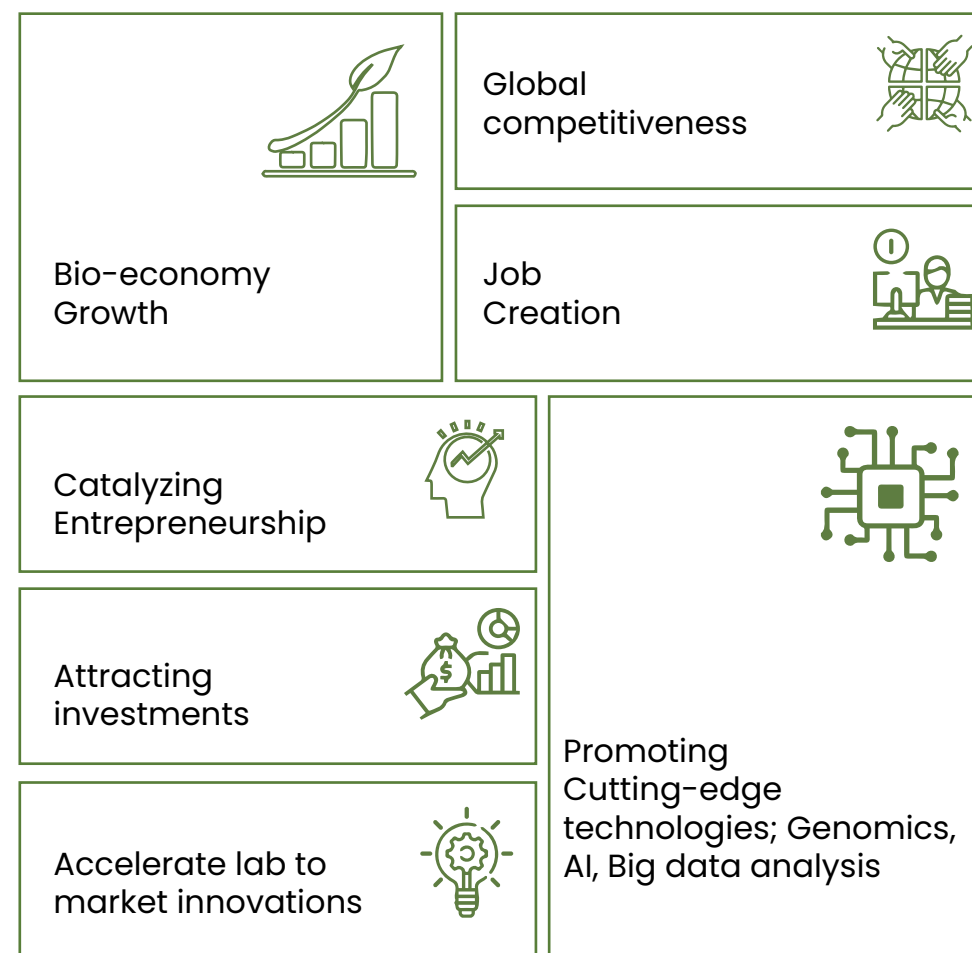 Bio-economy
Growth
Global
competitiveness
Job
Creation
Catalyzing
Entrepreneurship
Attracting
investments
$
Accelerate lab to
market innovations
Promoting
Cutting-edge
technologies; Genomics,
AI, Big data analysis